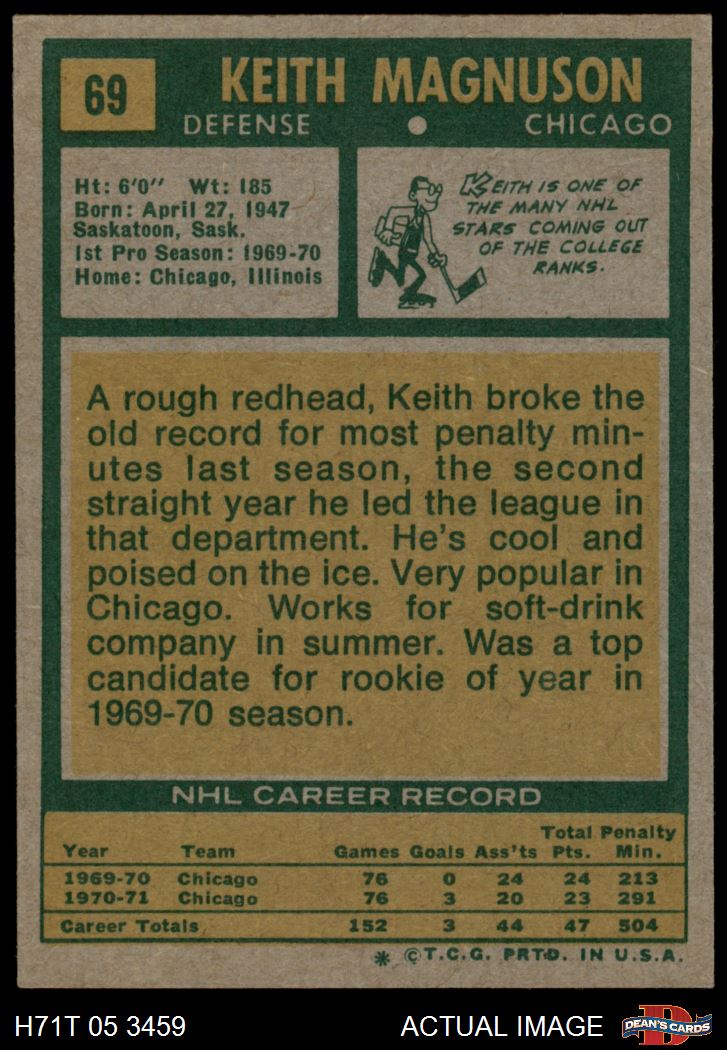 69
KEITH MAGNUSON
DEFENSE • CHICAGO
Ht: 6'0'' Wt: 185
Born: April 27, 1947
Saskatoon, Sask.
1st Pro Season: 1969-70
Home: Chicago, Illinois
KEITH IS ONE OF
THE MANY NHL
STARS COMING OUT
OF THE COLLEGE
RANKS.
A rough redhead, Keith broke the
old record for most penalty min-
utes last season, the second
straight year he led the league in
that department. He's cool and
poised on the ice. Very popular in
Chicago. Works for soft-drink
company in summer. Was a top
candidate for rookie of year in
1969-70 season.
NHL CAREER RECORD
Total Penalty
Year Team Games Goals Ass'ts Pts. Min.
1969-70 Chicago 76 0 24 24 213
1970-71 Chicago 76 3 20 23 291
Career Totals 152 3 44 47 504
* ©T.C.G. PRTD. IN U.S.A.
H71T 05 3459 ACTUAL IMAGE D DEAN'S CARDS